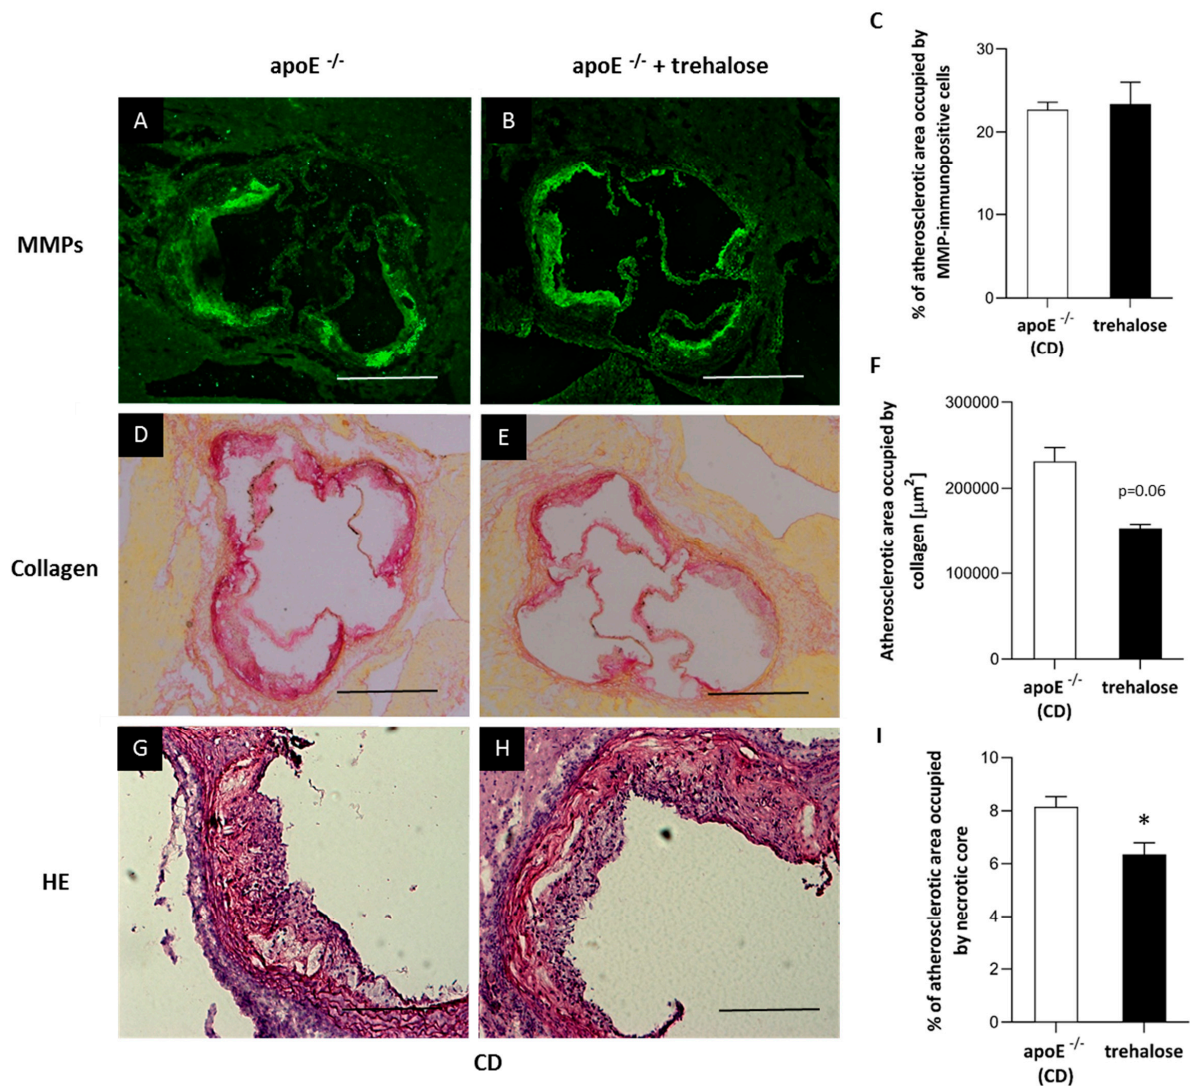 apoE -/-
apoE -/- + trehalose
MMPs
A
B
C
% of atherosclerotic area occupied by
MMP-immunopositive cells
30
20
10
0
apoE -/-
(CD)
trehalose
Collagen
D
E
F
Atherosclerotic area occupied by
collagen [µm²]
300000
200000
100000
0
p=0.06
apoE -/-
(CD)
trehalose
HE
G
H
I
% of atherosclerotic area occupied
by necrotic core
10
8
6
4
2
0
*
apoE -/-
(CD)
trehalose
CD